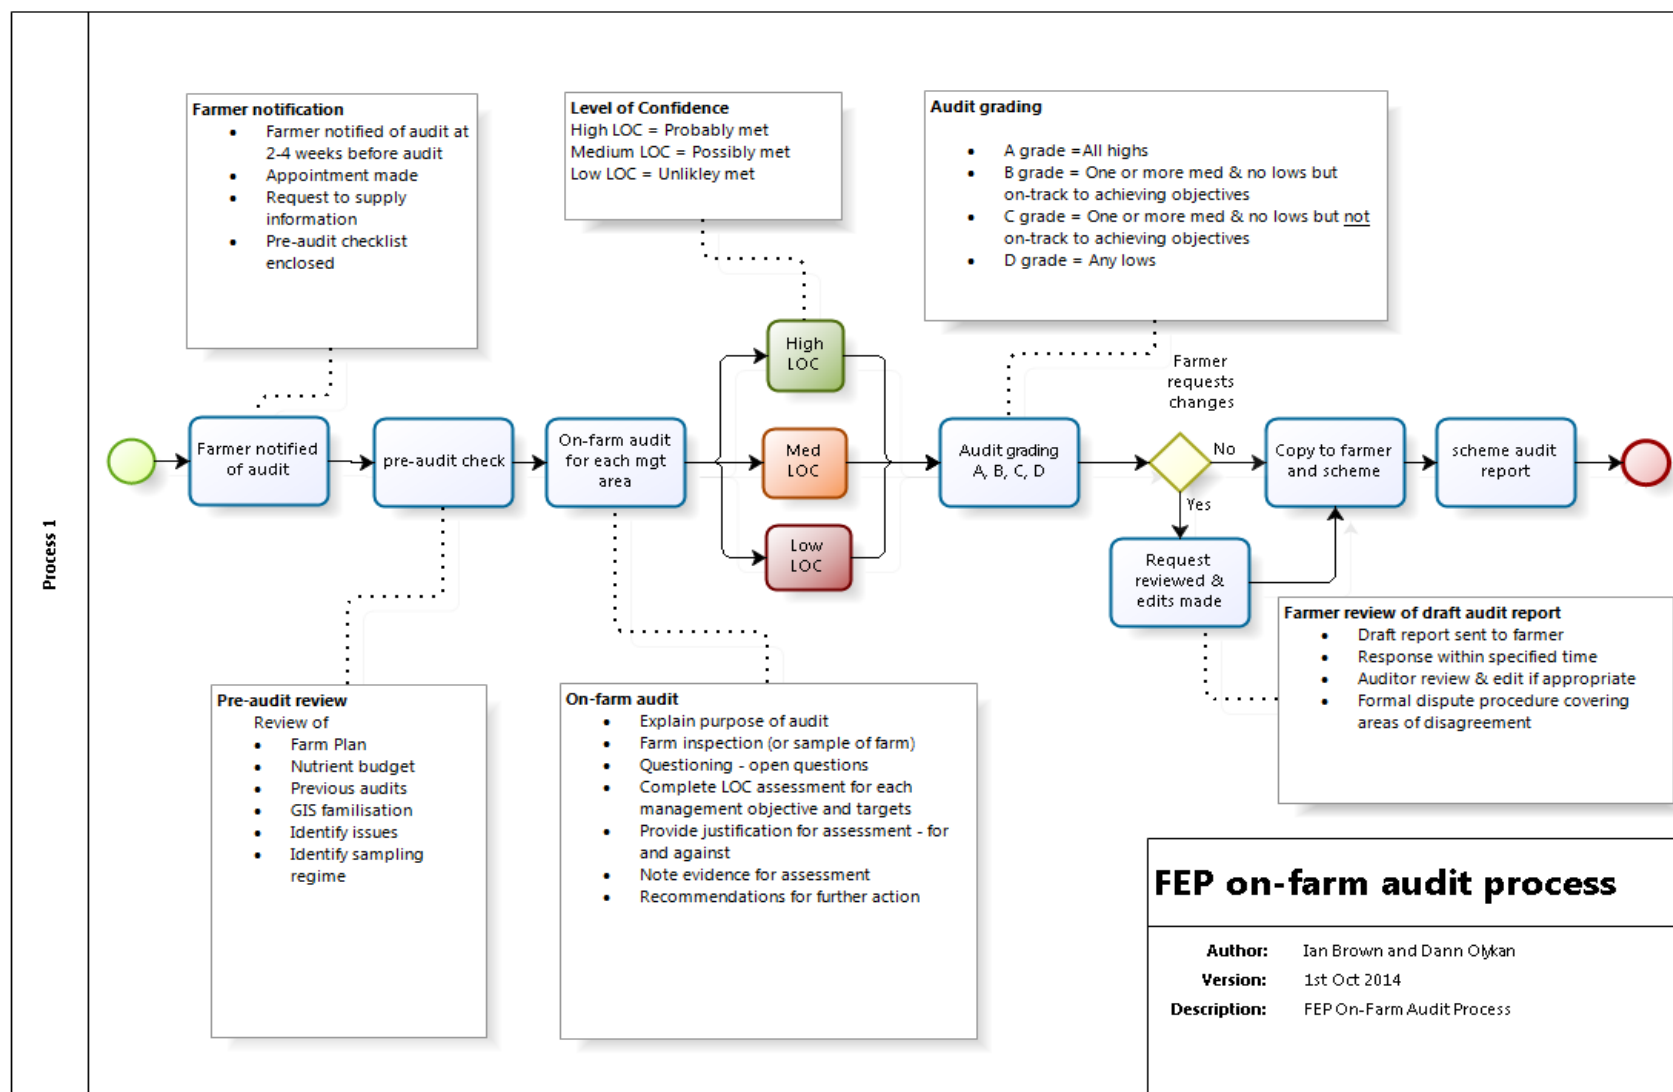 Process 1
Farmer notification
• Farmer notified of audit at
2-4 weeks before audit
• Appointment made
• Request to supply
information
• Pre-audit checklist
enclosed
Level of Confidence
High LOC = Probably met
Medium LOC = Possibly met
Low LOC = Unlikley met
Audit grading
• A grade =All highs
• B grade = One or more med & no lows but
on-track to achieving objectives
• C grade = One or more med & no lows but not
on-track to achieving objectives
• D grade = Any lows
Farmer notified
of audit
pre-audit check
On-farm audit
for each mgt
area
High
LOC
Med
LOC
Low
LOC
Audit grading
A, B, C, D
Farmer
requests
changes
No
Yes
Copy to farmer
and scheme
scheme audit
report
Request
reviewed &
edits made
Farmer review of draft audit report
• Draft report sent to farmer
• Response within specified time
• Auditor review & edit if appropriate
• Formal dispute procedure covering
areas of disagreement
Pre-audit review
Review of
• Farm Plan
• Nutrient budget
• Previous audits
• GIS familisation
• Identify issues
• Identify sampling
regime
On-farm audit
• Explain purpose of audit
• Farm inspection (or sample of farm)
• Questioning - open questions
• Complete LOC assessment for each
management objective and targets
• Provide justification for assessment - for
and against
• Note evidence for assessment
• Recommendations for further action
FEP on-farm audit process
Author: Ian Brown and Dann Olykan
Version: 1st Oct 2014
Description: FEP On-Farm Audit Process